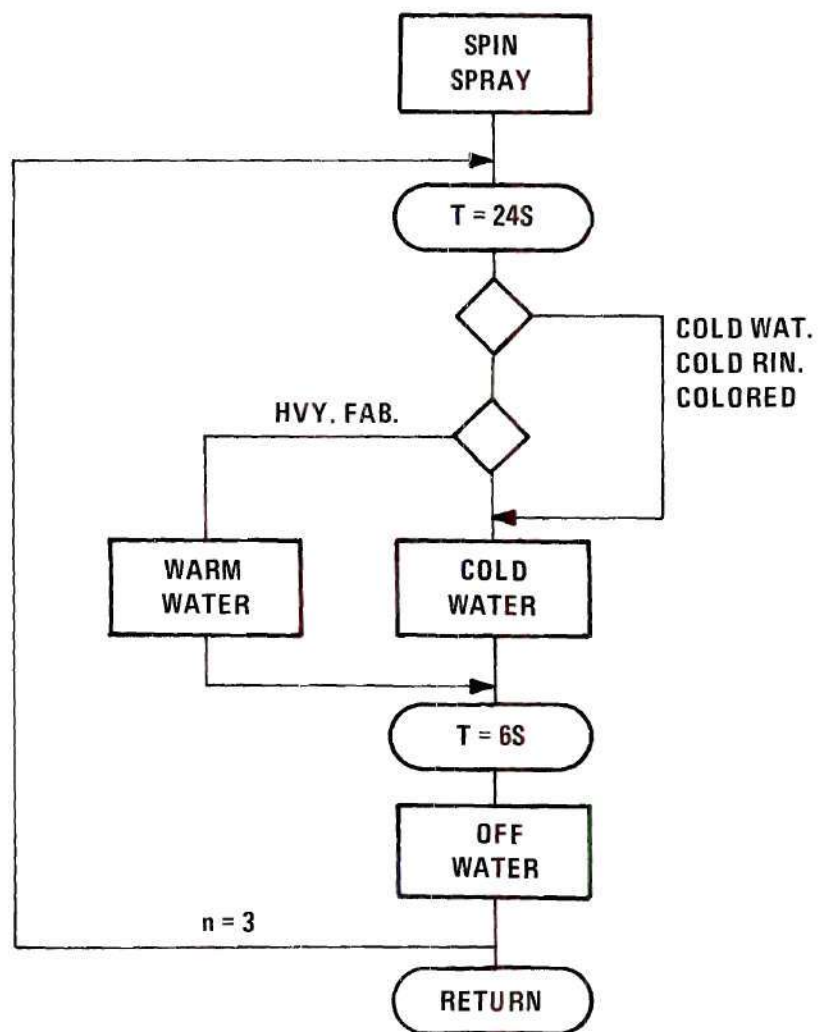 SPIN
SPRAY
T = 24S
COLD WAT.
COLD RIN.
COLORED
HVY. FAB.
WARM
WATER
COLD
WATER
T = 6S
OFF
WATER
n = 3
RETURN